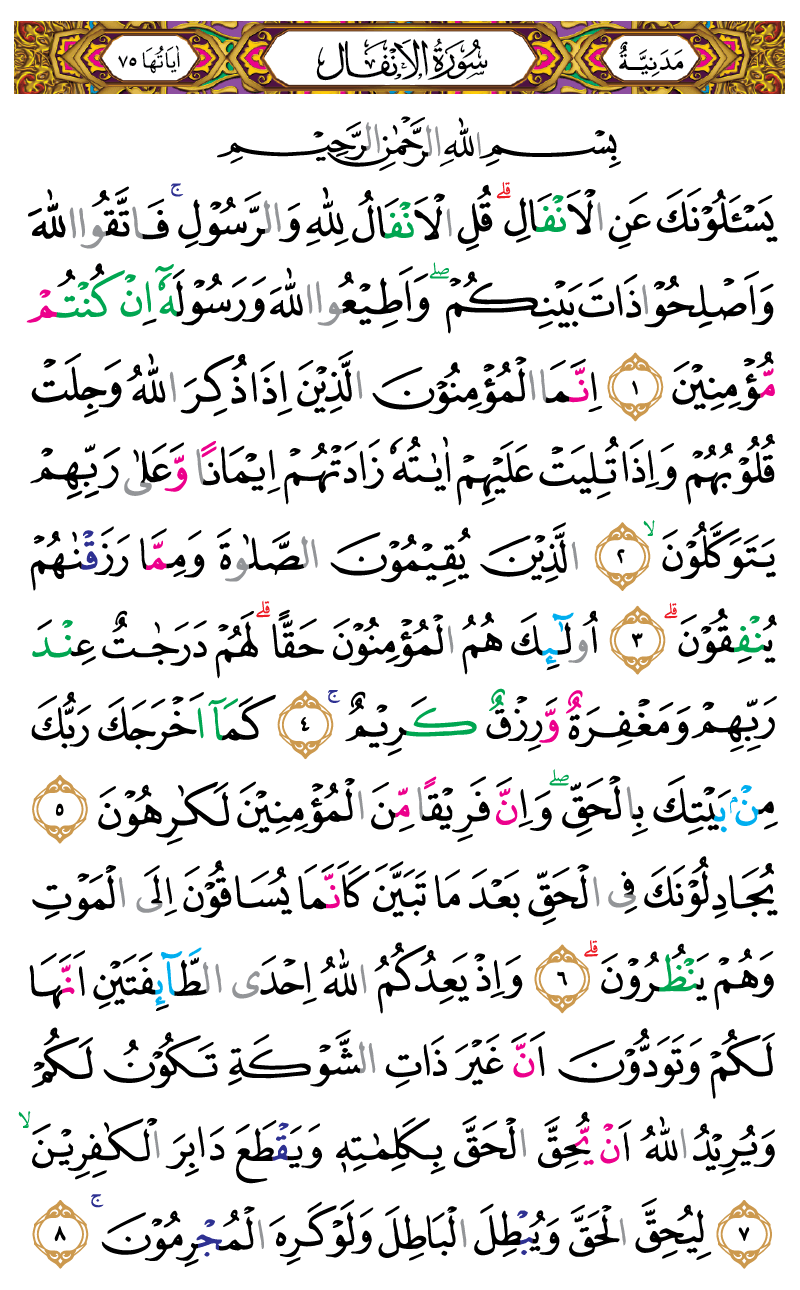 مَدَنِيَّةٌ سُورَةُ الْاَنْفَالِ اٰيَاتُهَا ٧٥
بِسْمِ اللهِ الرَّحْمٰنِ الرَّحِيْمِ
يَسْـَٔلُوْنَكَ عَنِ الْاَنْفَالِۗ قُلِ الْاَنْفَالُ لِلّٰهِ وَالرَّسُوْلِۚ فَاتَّقُوا اللّٰهَ
وَاَصْلِحُوْا ذَاتَ بَيْنِكُمْۖ وَاَطِيْعُوا اللّٰهَ وَرَسُوْلَهٗٓ اِنْ كُنْتُمْ
مُّؤْمِنِيْنَ ١ اِنَّمَا الْمُؤْمِنُوْنَ الَّذِيْنَ اِذَا ذُكِرَ اللّٰهُ وَجِلَتْ
قُلُوْبُهُمْ وَاِذَا تُلِيَتْ عَلَيْهِمْ اٰيٰتُهٗ زَادَتْهُمْ اِيْمَانًا وَّعَلٰى رَبِّهِمْ
يَتَوَكَّلُوْنَۙ ٢ الَّذِيْنَ يُقِيْمُوْنَ الصَّلٰوةَ وَمِمَّا رَزَقْنٰهُمْ
يُنْفِقُوْنَۗ ٣ اُولٰۤىِٕكَ هُمُ الْمُؤْمِنُوْنَ حَقًّاۗ لَهُمْ دَرَجٰتٌ عِنْدَ
رَبِّهِمْ وَمَغْفِرَةٌ وَّرِزْقٌ كَرِيْمٌۚ ٤ كَمَآ اَخْرَجَكَ رَبُّكَ
مِنْۢ بَيْتِكَ بِالْحَقِّۖ وَاِنَّ فَرِيْقًا مِّنَ الْمُؤْمِنِيْنَ لَكٰرِهُوْنَ ٥
يُجَادِلُوْنَكَ فِى الْحَقِّ بَعْدَ مَا تَبَيَّنَ كَاَنَّمَا يُسَاقُوْنَ اِلَى الْمَوْتِ
وَهُمْ يَنْظُرُوْنَۗ ٦ وَاِذْ يَعِدُكُمُ اللّٰهُ اِحْدَى الطَّاۤىِٕفَتَيْنِ اَنَّهَا
لَكُمْ وَتَوَدُّوْنَ اَنَّ غَيْرَ ذَاتِ الشَّوْكَةِ تَكُوْنُ لَكُمْ
وَيُرِيْدُ اللّٰهُ اَنْ يُّحِقَّ الْحَقَّ بِكَلِمٰتِهٖ وَيَقْطَعَ دَابِرَ الْكٰفِرِيْنَۙ
٧ لِيُحِقَّ الْحَقَّ وَيُبْطِلَ الْبَاطِلَ وَلَوْ كَرِهَ الْمُجْرِمُوْنَۚ ٨